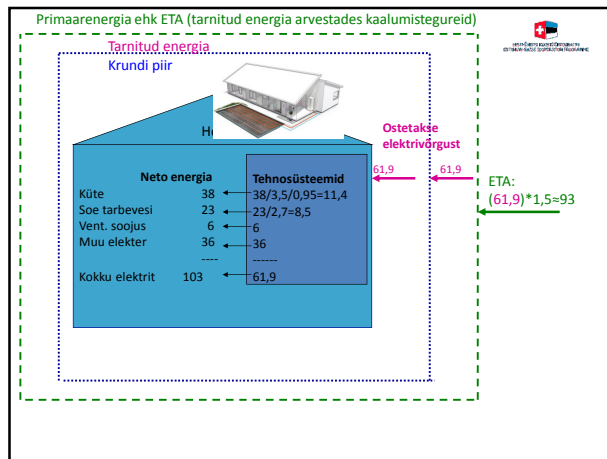 Primaarenergia ehk ETA (tarnitud energia arvestades kaalumistegureid)
Tarnitud energia
Krundi piir
Ostetakse
elektrivõrgust
61,9 61,9
ETA:
(61,9)*1,5≈93
Neto energia Tehnosüsteemid
Küte 38 38/3,5/0,95=11,4
Soe tarbevesi 23 23/2,7=8,5
Vent. soojus 6 6
Muu elekter 36 36
---- ------
Kokku elektrit 103 61,9